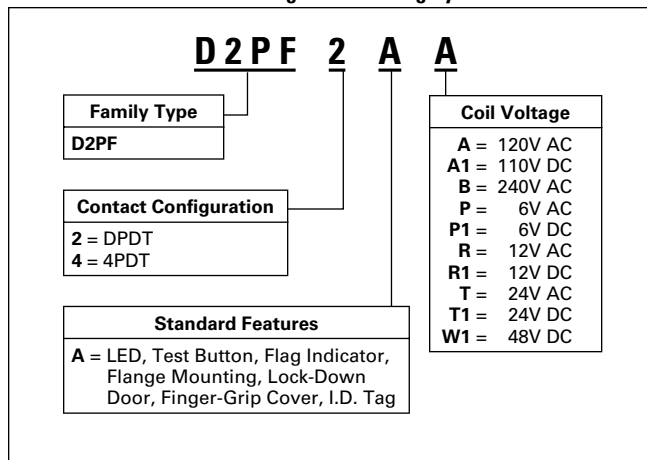 D2PF 2 A A
Family Type
D2PF
Contact Configuration
2 = DPDT
4 = 4PDT
Standard Features
A = LED, Test Button, Flag Indicator,
Flange Mounting, Lock-Down
Door, Finger-Grip Cover, I.D. Tag
Coil Voltage
A = 120V AC
A1 = 110V DC
B = 240V AC
P = 6V AC
P1 = 6V DC
R = 12V AC
R1 = 12V DC
T = 24V AC
T1 = 24V DC
W1 = 48V DC